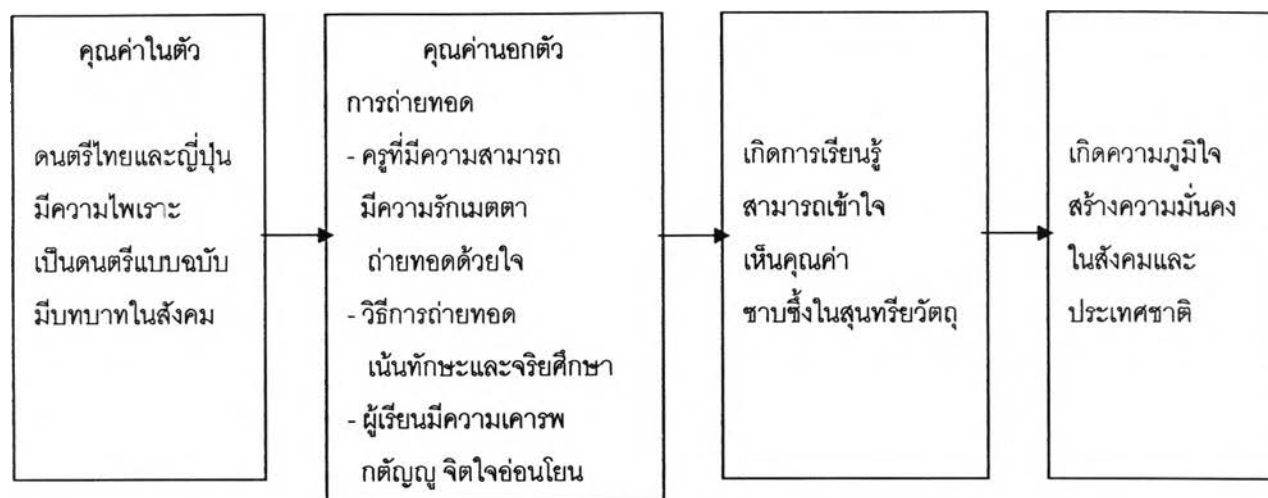 คุณค่าในตัว
ดนตรีไทยและญี่ปุ่น
มีความไพเราะ
เป็นดนตรีแบบฉบับ
มีบทบาทในสังคม
คุณค่านอกตัว
การถ่ายทอด
- ครูที่มีความสามารถ
มีความรักเมตตา
ถ่ายทอดด้วยใจ
- วิธีการถ่ายทอด
เน้นทักษะและจริยศึกษา
- ผู้เรียนมีความเคารพ
กตัญญู จิตใจอ่อนโยน
เกิดการเรียนรู้
สามารถเข้าใจ
เห็นคุณค่า
ซาบซึ้งในสุนทรียวัตถุ
เกิดความภูมิใจ
สร้างความมั่นคง
ในสังคมและ
ประเทศชาติ